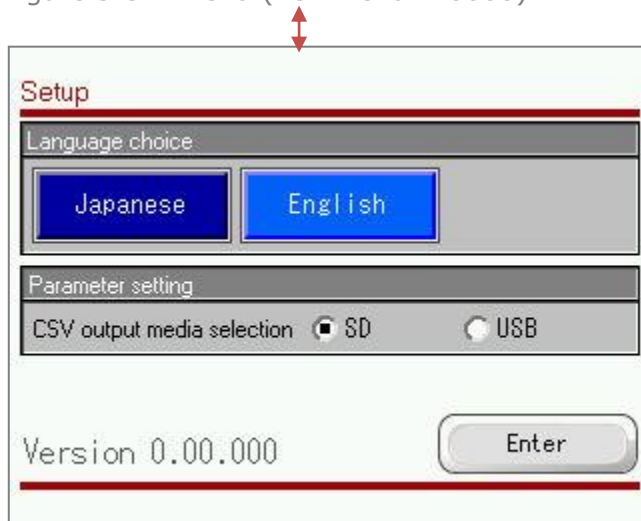 Setup
Language choice
Japanese English
Parameter setting
CSV output media selection SD USB
Version 0.00.000
Enter